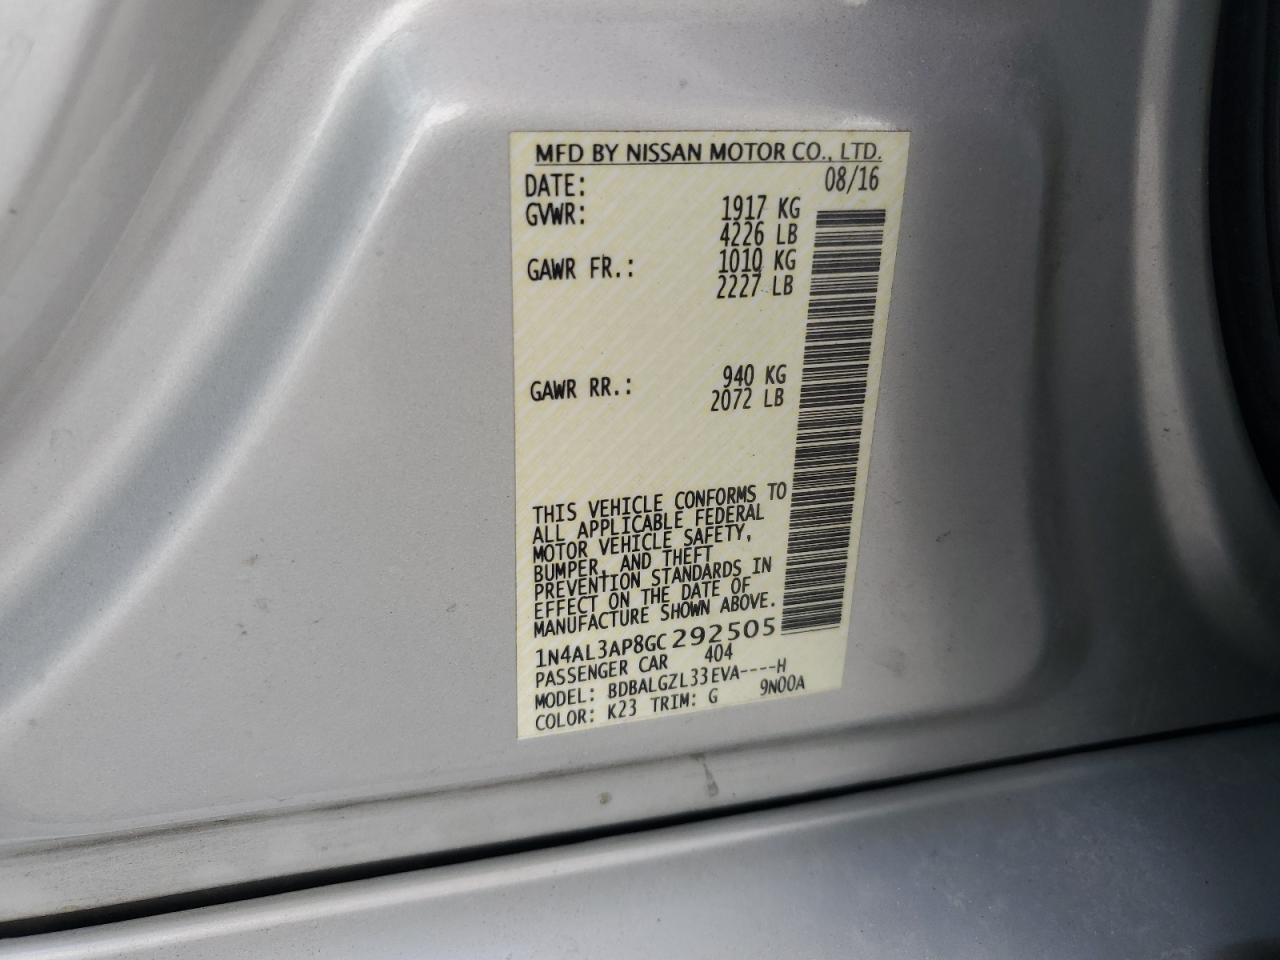 MFD BY NISSAN MOTOR CO., LTD.
DATE: 08/16
GVWR: 1917 KG
4226 LB
GAWR FR.: 1010 KG
2227 LB
GAWR RR.: 940 KG
2072 LB
THIS VEHICLE CONFORMS TO
ALL APPLICABLE FEDERAL
MOTOR VEHICLE SAFETY,
BUMPER, AND THEFT
PREVENTION STANDARDS IN
EFFECT ON THE DATE OF
MANUFACTURE SHOWN ABOVE.
1N4AL3AP8GC292505
PASSENGER CAR 404
MODEL: BDBALGZL33EVA----H
COLOR: K23 TRIM: G 9N00A